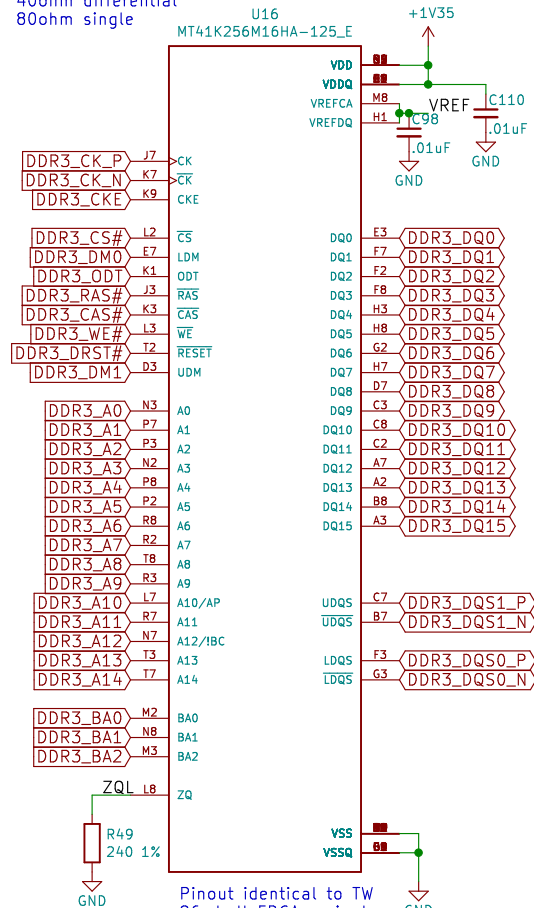 40ohm differential
80ohm single
U16
MT41K256M16HA-125_E
+1V35
VDD
VDDQ
VREFCA M8
VREFDQ H1
VREF
C98
.01uF
GND
C110
.01uF
GND
DDR3_CK_P J7 CK
DDR3_CK_N K7 CK
DDR3_CKE K9 CKE
DDR3_CS# L2 CS
DDR3_DM0 E7 LDM
DDR3_ODT K1 ODT
DDR3_RAS# J3 RAS
DDR3_CAS# K3 CAS
DDR3_WE# L3 WE
DDR3_DRST# T2 RESET
DDR3_DM1 D3 UDM
DDR3_A0 N3 A0
DDR3_A1 P7 A1
DDR3_A2 P3 A2
DDR3_A3 N2 A3
DDR3_A4 P8 A4
DDR3_A5 P2 A5
DDR3_A6 R8 A6
DDR3_A7 R2 A7
DDR3_A8 T8 A8
DDR3_A9 R3 A9
DDR3_A10 L7 A10/AP
DDR3_A11 R7 A11
DDR3_A12 N7 A12/!BC
DDR3_A13 T3 A13
DDR3_A14 T7 A14
DDR3_BA0 M2 BA0
DDR3_BA1 N8 BA1
DDR3_BA2 M3 BA2
ZQL L8 ZQ
R49
240 1%
GND
DQ0 E3 DDR3_DQ0
DQ1 F7 DDR3_DQ1
DQ2 F2 DDR3_DQ2
DQ3 F8 DDR3_DQ3
DQ4 H3 DDR3_DQ4
DQ5 H8 DDR3_DQ5
DQ6 G2 DDR3_DQ6
DQ7 H7 DDR3_DQ7
DQ8 D7 DDR3_DQ8
DQ9 C3 DDR3_DQ9
DQ10 C8 DDR3_DQ10
DQ11 C2 DDR3_DQ11
DQ12 A7 DDR3_DQ12
DQ13 A2 DDR3_DQ13
DQ14 B8 DDR3_DQ14
DQ15 A3 DDR3_DQ15
UDQS C7 DDR3_DQS1_P
UDQS B7 DDR3_DQS1_N
LDQS F3 DDR3_DQS0_P
LDQS G3 DDR3_DQS0_N
VSS
VSSQ
GND
Pinout identical to TW